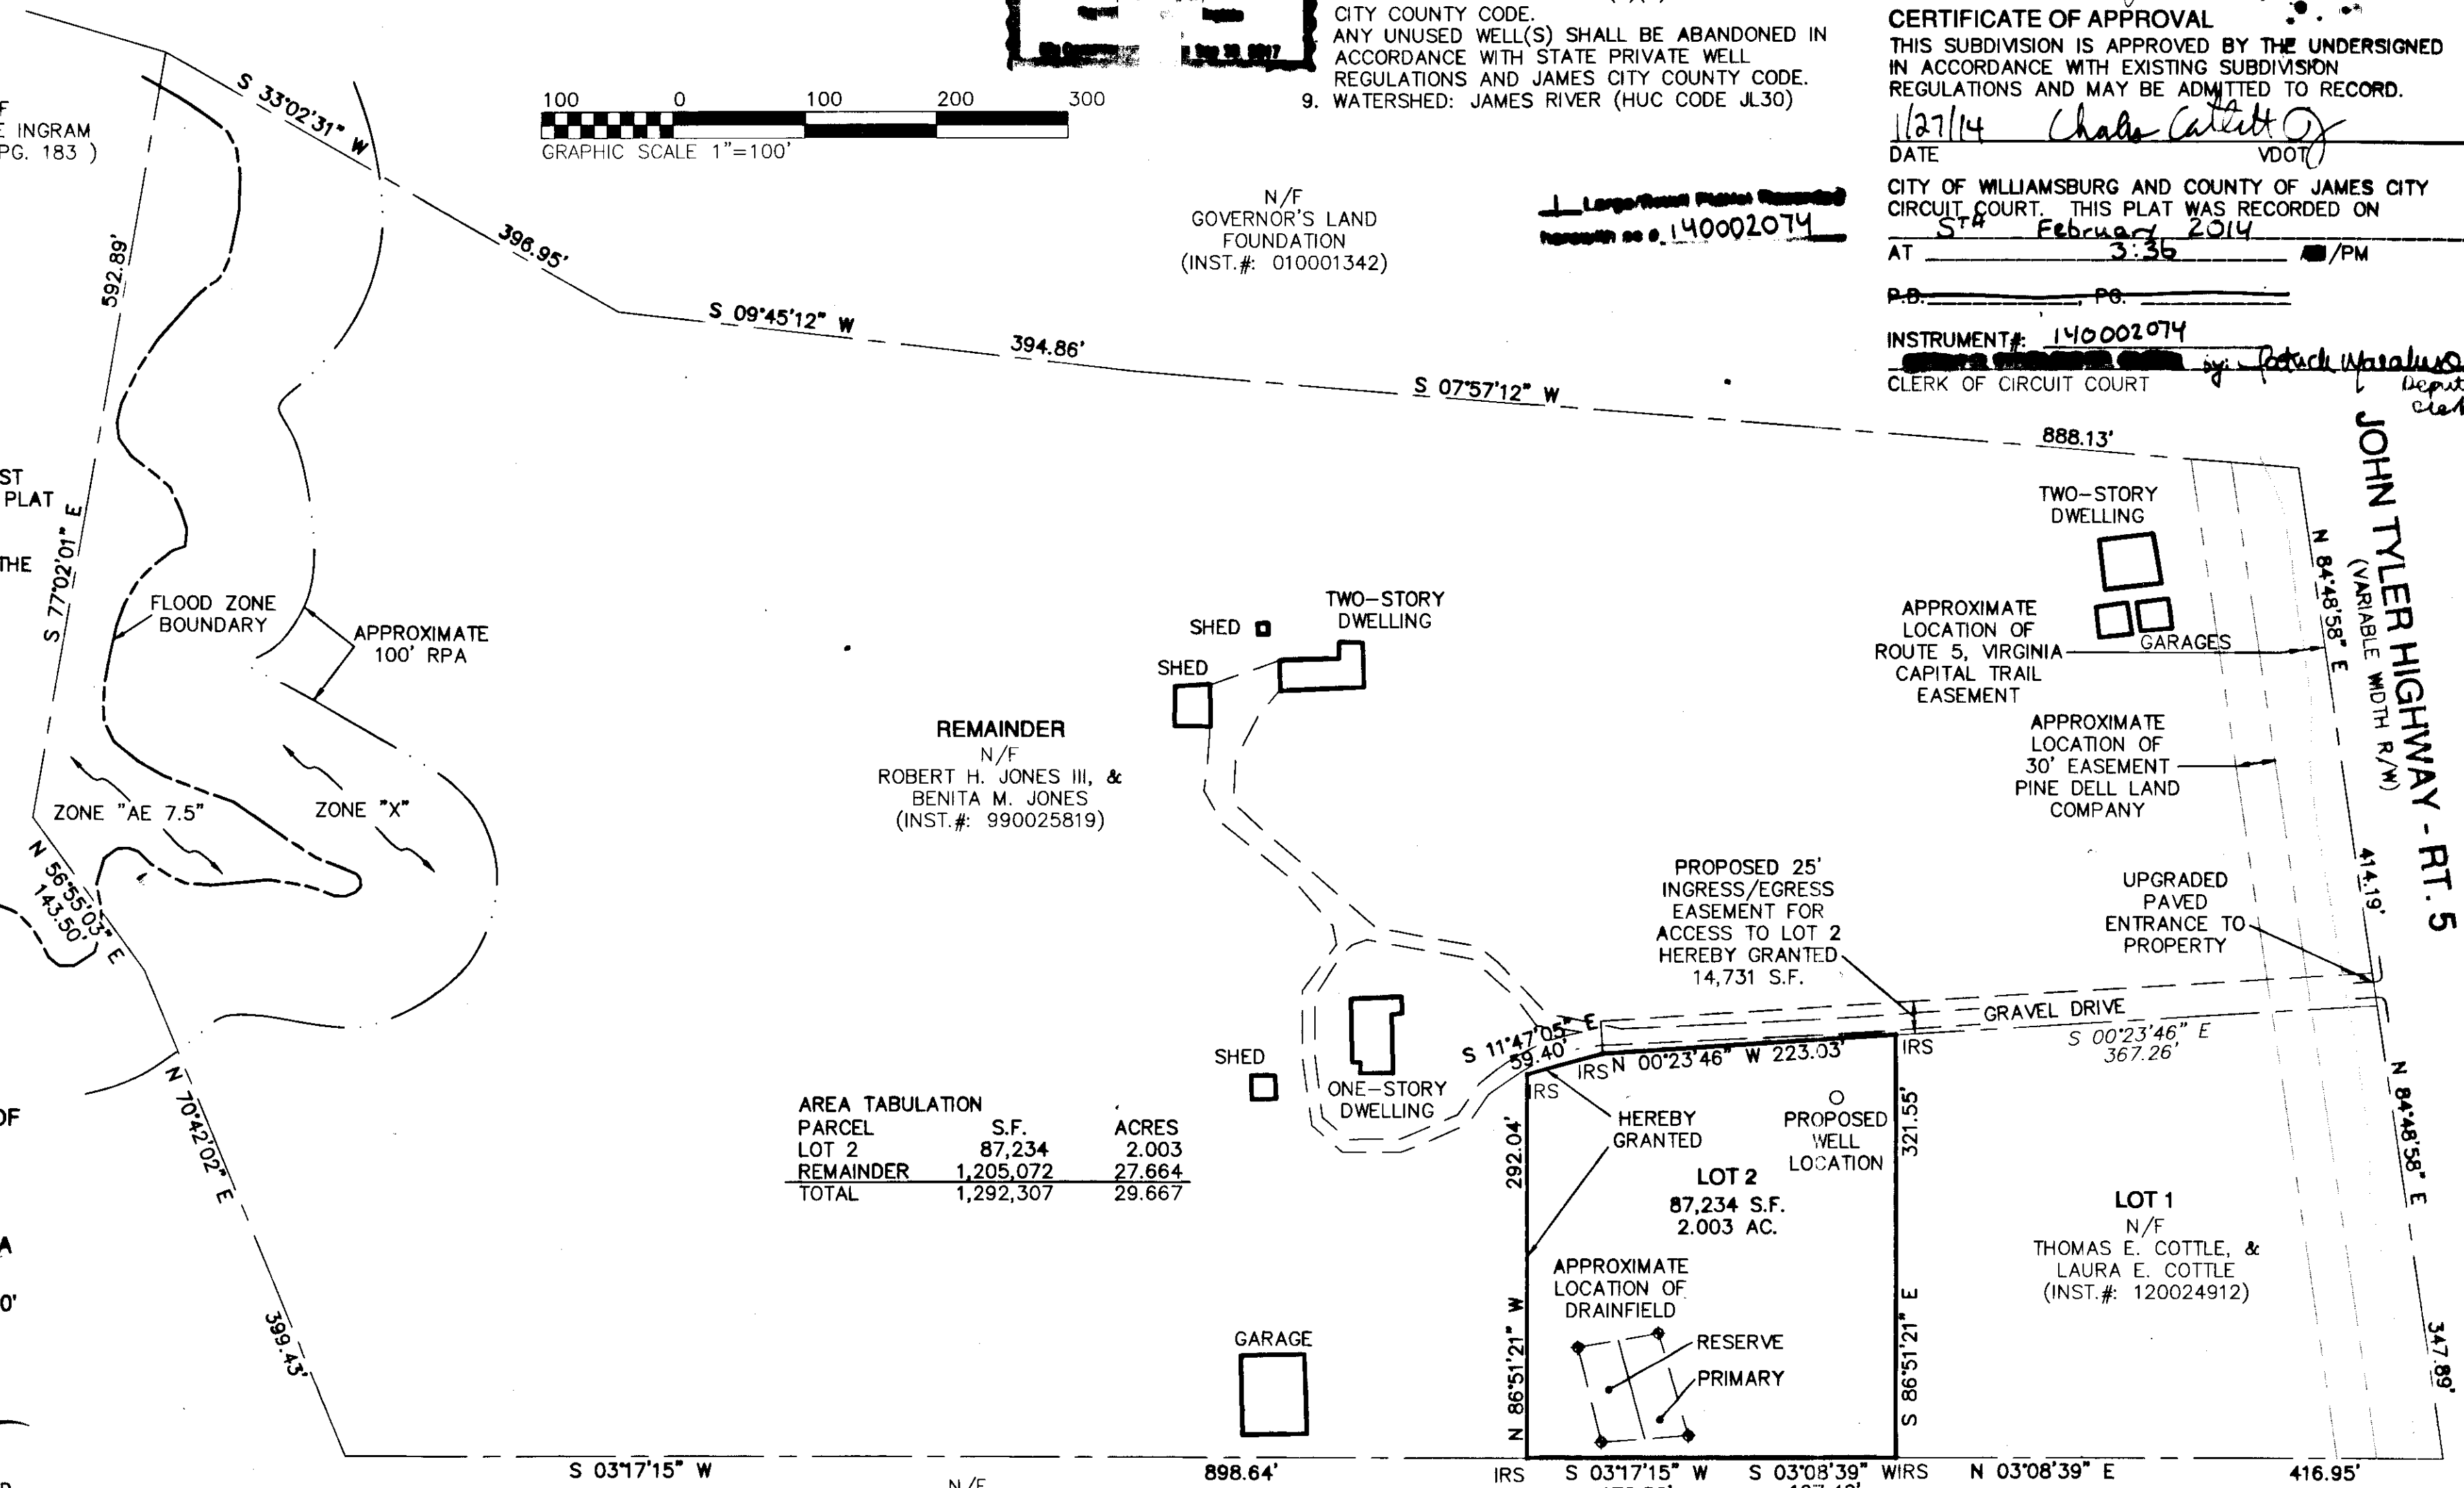 CITY COUNTY CODE.
ANY UNUSED WELL(S) SHALL BE ABANDONED IN
ACCORDANCE WITH STATE PRIVATE WELL
REGULATIONS AND JAMES CITY COUNTY CODE.
9. WATERSHED: JAMES RIVER (HUC CODE JL30)
CERTIFICATE OF APPROVAL
THIS SUBDIVISION IS APPROVED BY THE UNDERSIGNED
IN ACCORDANCE WITH EXISTING SUBDIVISION
REGULATIONS AND MAY BE ADMITTED TO RECORD.
1/27/14
DATE VDOT
CITY OF WILLIAMSBURG AND COUNTY OF JAMES CITY
CIRCUIT COURT. THIS PLAT WAS RECORDED ON
5TH February 2014
AT 3:36 /PM
P.B. , PG.
INSTRUMENT#: 140002074
by:
CLERK OF CIRCUIT COURT
1 Large/Small Plat(s) Recorded
herewith as # 140002074
100 0 100 200 300
GRAPHIC SCALE 1"=100'
F
E INGRAM
PG. 183 )
S 33°02'31" W
396.95'
592.89'
S 77°02'01" E
S 09°45'12" W
394.86'
S 07°57'12" W
888.13'
N/F
GOVERNOR'S LAND
FOUNDATION
(INST.#: 010001342)
ST
PLAT
THE
FLOOD ZONE
BOUNDARY
APPROXIMATE
100' RPA
ZONE "AE 7.5"
ZONE "X"
N 56°55'03" E
143.50'
N 70°42'02" E
399.43'
OF
A
0'
SHED
SHED
TWO-STORY
DWELLING
REMAINDER
N/F
ROBERT H. JONES III, &
BENITA M. JONES
(INST.#: 990025819)
TWO-STORY
DWELLING
GARAGES
APPROXIMATE
LOCATION OF
ROUTE 5, VIRGINIA
CAPITAL TRAIL
EASEMENT
APPROXIMATE
LOCATION OF
30' EASEMENT
PINE DELL LAND
COMPANY
JOHN TYLER HIGHWAY - RT. 5
(VARIABLE WIDTH R/W)
N 84°48'58" E
414.19'
UPGRADED
PAVED
ENTRANCE TO
PROPERTY
PROPOSED 25'
INGRESS/EGRESS
EASEMENT FOR
ACCESS TO LOT 2
HEREBY GRANTED
14,731 S.F.
GRAVEL DRIVE
S 00°23'46" E
367.26'
S 11°47'05" E
59.40'
N 00°23'46" W 223.03'
IRS
IRS
IRS
SHED
ONE-STORY
DWELLING
AREA TABULATION
PARCEL S.F. ACRES
LOT 2 87,234 2.003
REMAINDER 1,205,072 27.664
TOTAL 1,292,307 29.667
HEREBY
GRANTED
PROPOSED
WELL
LOCATION
LOT 2
87,234 S.F.
2.003 AC.
292.04'
N 86°51'21" W
321.55'
S 86°51'21" E
APPROXIMATE
LOCATION OF
DRAINFIELD
RESERVE
PRIMARY
LOT 1
N/F
THOMAS E. COTTLE, &
LAURA E. COTTLE
(INST.#: 120024912)
N 84°48'58" E
347.89'
GARAGE
S 03°17'15" W
898.64'
IRS
S 03°17'15" W
S 03°08'39" W
IRS
N 03°08'39" E
416.95'
N/F